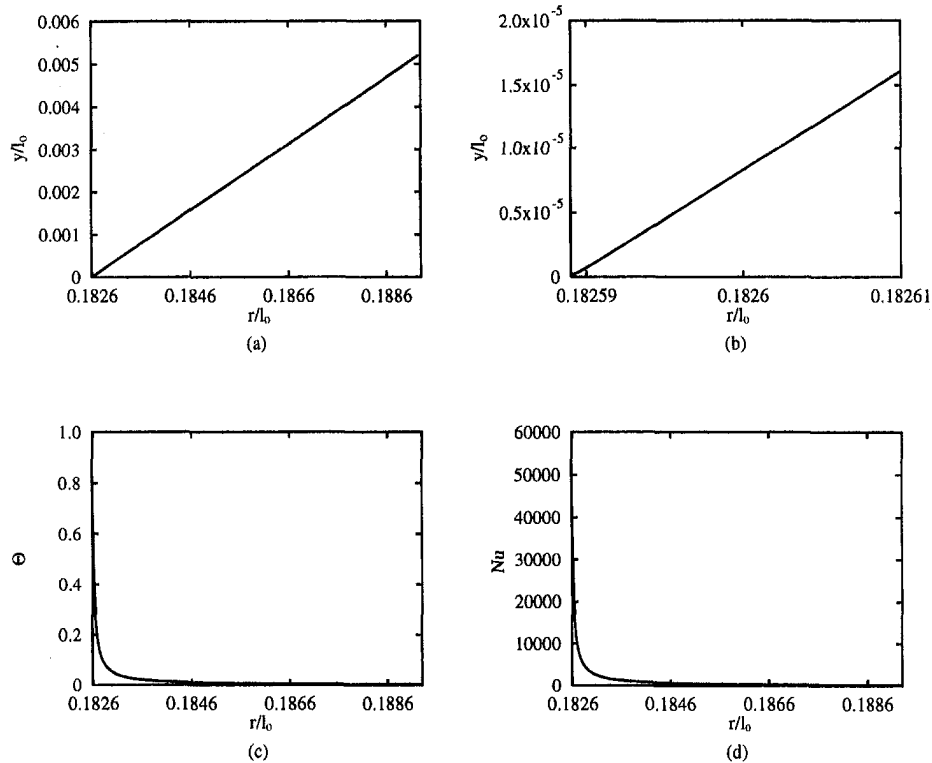 0.006
0.005
0.004
0.003
0.002
0.001
0
y/l₀
0.1826 0.1846 0.1866 0.1886
r/l₀
(a)
2.0x10⁻⁵
1.5x10⁻⁵
1.0x10⁻⁵
0.5x10⁻⁵
0
y/l₀
0.18259 0.1826 0.18261
r/l₀
(b)
1.0
0.8
0.6
0.4
0.2
0
Θ
0.1826 0.1846 0.1866 0.1886
r/l₀
(c)
60000
50000
40000
30000
20000
10000
0
Nu
0.1826 0.1846 0.1866 0.1886
r/l₀
(d)